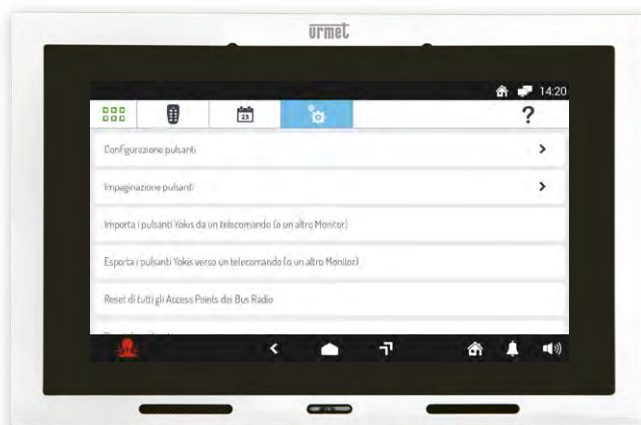 urmet
14:20
23
?
Configurazione pulsanti
Impaginazione pulsanti
Importa i pulsanti Yokis da un telecomando (o un altro Monitor)
Esporta i pulsanti Yokis verso un telecomando (o un altro Monitor)
Reset di tutti gli Access Points dei Bus Radio